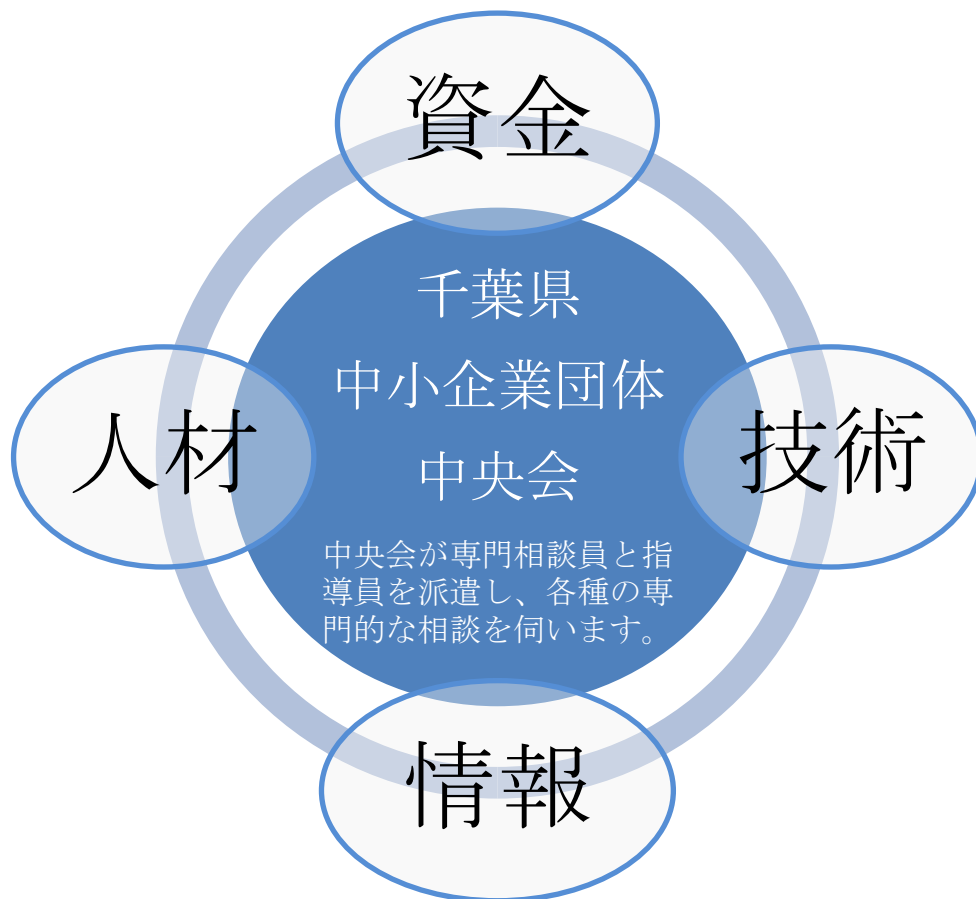 資金
千葉県
中小企業団体
中央会
人材
技術
中央会が専門相談員と指
導員を派遣し、各種の専
門的な相談を伺います。
情報